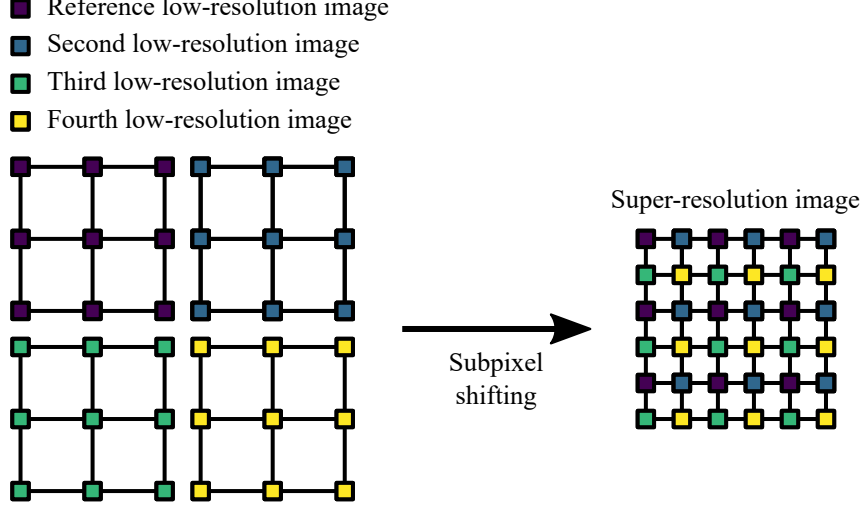 Reference low-resolution image
Second low-resolution image
Third low-resolution image
Fourth low-resolution image
Super-resolution image
Subpixel
shifting